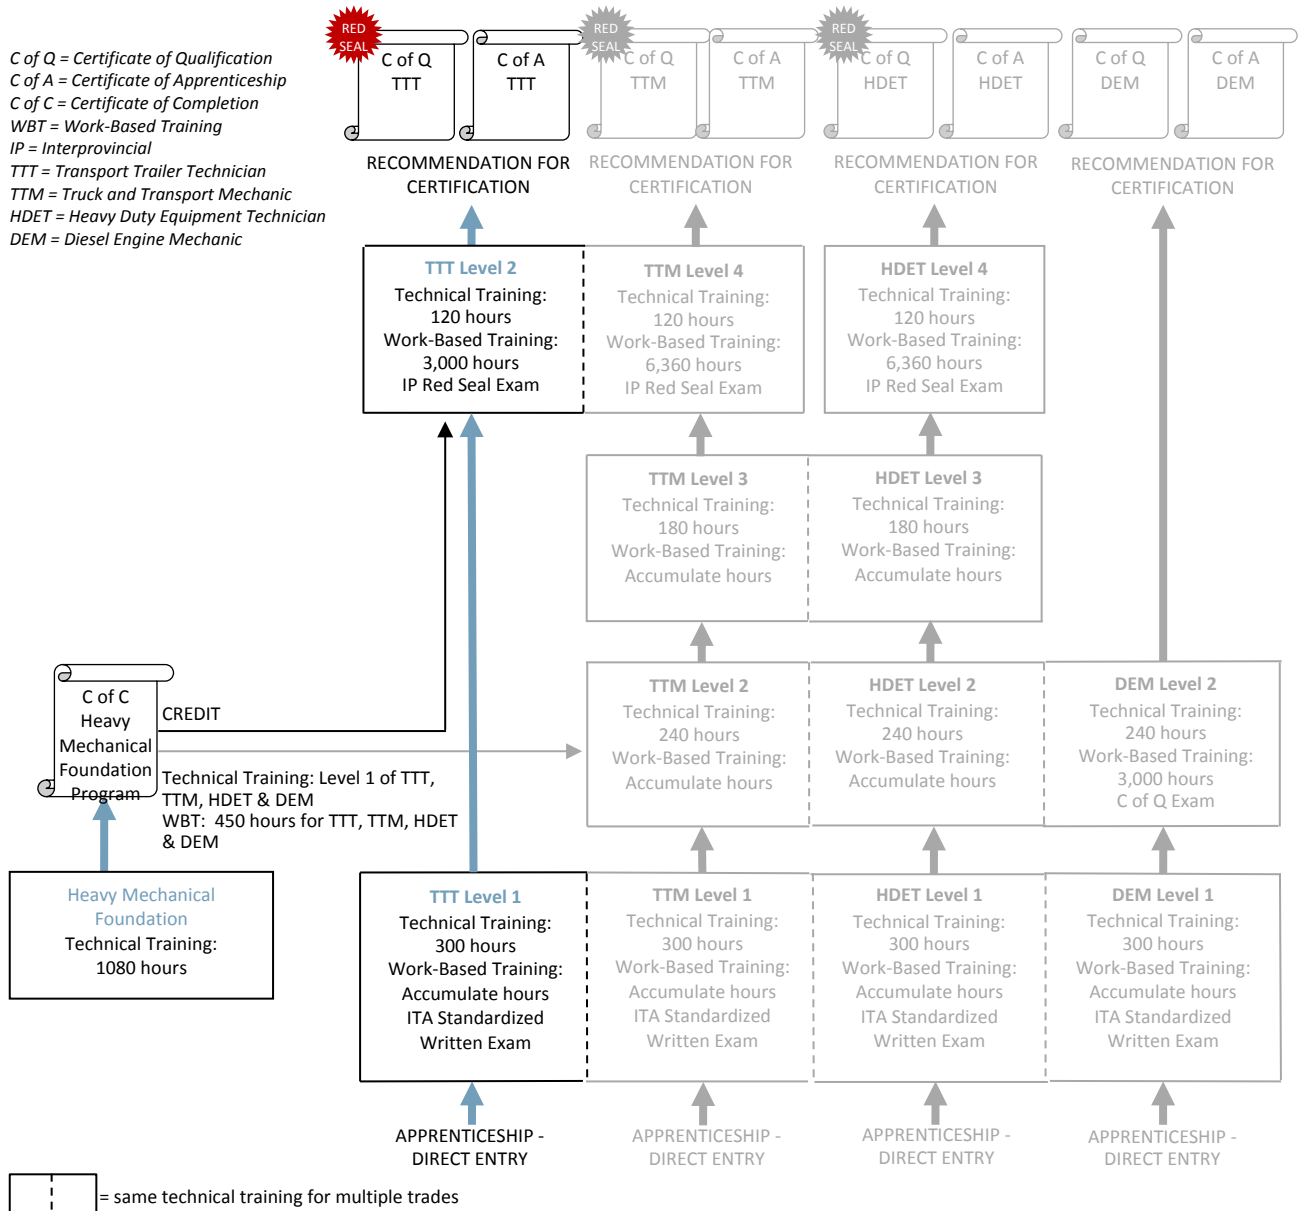 C of Q = Certificate of Qualification
C of A = Certificate of Apprenticeship
C of C = Certificate of Completion
WBT = Work-Based Training
IP = Interprovincial
TTT = Transport Trailer Technician
TTM = Truck and Transport Mechanic
HDET = Heavy Duty Equipment Technician
DEM = Diesel Engine Mechanic
RED
SEAL
C of Q
TTT
C of A
TTT
RECOMMENDATION FOR
CERTIFICATION
RED
SEAL
C of Q
TTM
C of A
TTM
RECOMMENDATION FOR
CERTIFICATION
RED
SEAL
C of Q
HDET
C of A
HDET
RECOMMENDATION FOR
CERTIFICATION
C of Q
DEM
C of A
DEM
RECOMMENDATION FOR
CERTIFICATION
TTT Level 2
Technical Training:
120 hours
Work-Based Training:
3,000 hours
IP Red Seal Exam
TTM Level 4
Technical Training:
120 hours
Work-Based Training:
6,360 hours
IP Red Seal Exam
HDET Level 4
Technical Training:
120 hours
Work-Based Training:
6,360 hours
IP Red Seal Exam
TTM Level 3
Technical Training:
180 hours
Work-Based Training:
Accumulate hours
HDET Level 3
Technical Training:
180 hours
Work-Based Training:
Accumulate hours
C of C
Heavy
Mechanical
Foundation
Program
CREDIT
Technical Training: Level 1 of TTT,
TTM, HDET & DEM
WBT: 450 hours for TTT, TTM, HDET
& DEM
TTM Level 2
Technical Training:
240 hours
Work-Based Training:
Accumulate hours
HDET Level 2
Technical Training:
240 hours
Work-Based Training:
Accumulate hours
DEM Level 2
Technical Training:
240 hours
Work-Based Training:
3,000 hours
C of Q Exam
Heavy Mechanical
Foundation
Technical Training:
1080 hours
TTT Level 1
Technical Training:
300 hours
Work-Based Training:
Accumulate hours
ITA Standardized
Written Exam
TTM Level 1
Technical Training:
300 hours
Work-Based Training:
Accumulate hours
ITA Standardized
Written Exam
HDET Level 1
Technical Training:
300 hours
Work-Based Training:
Accumulate hours
ITA Standardized
Written Exam
DEM Level 1
Technical Training:
300 hours
Work-Based Training:
Accumulate hours
ITA Standardized
Written Exam
APPRENTICESHIP -
DIRECT ENTRY
APPRENTICESHIP -
DIRECT ENTRY
APPRENTICESHIP -
DIRECT ENTRY
APPRENTICESHIP -
DIRECT ENTRY
= same technical training for multiple trades